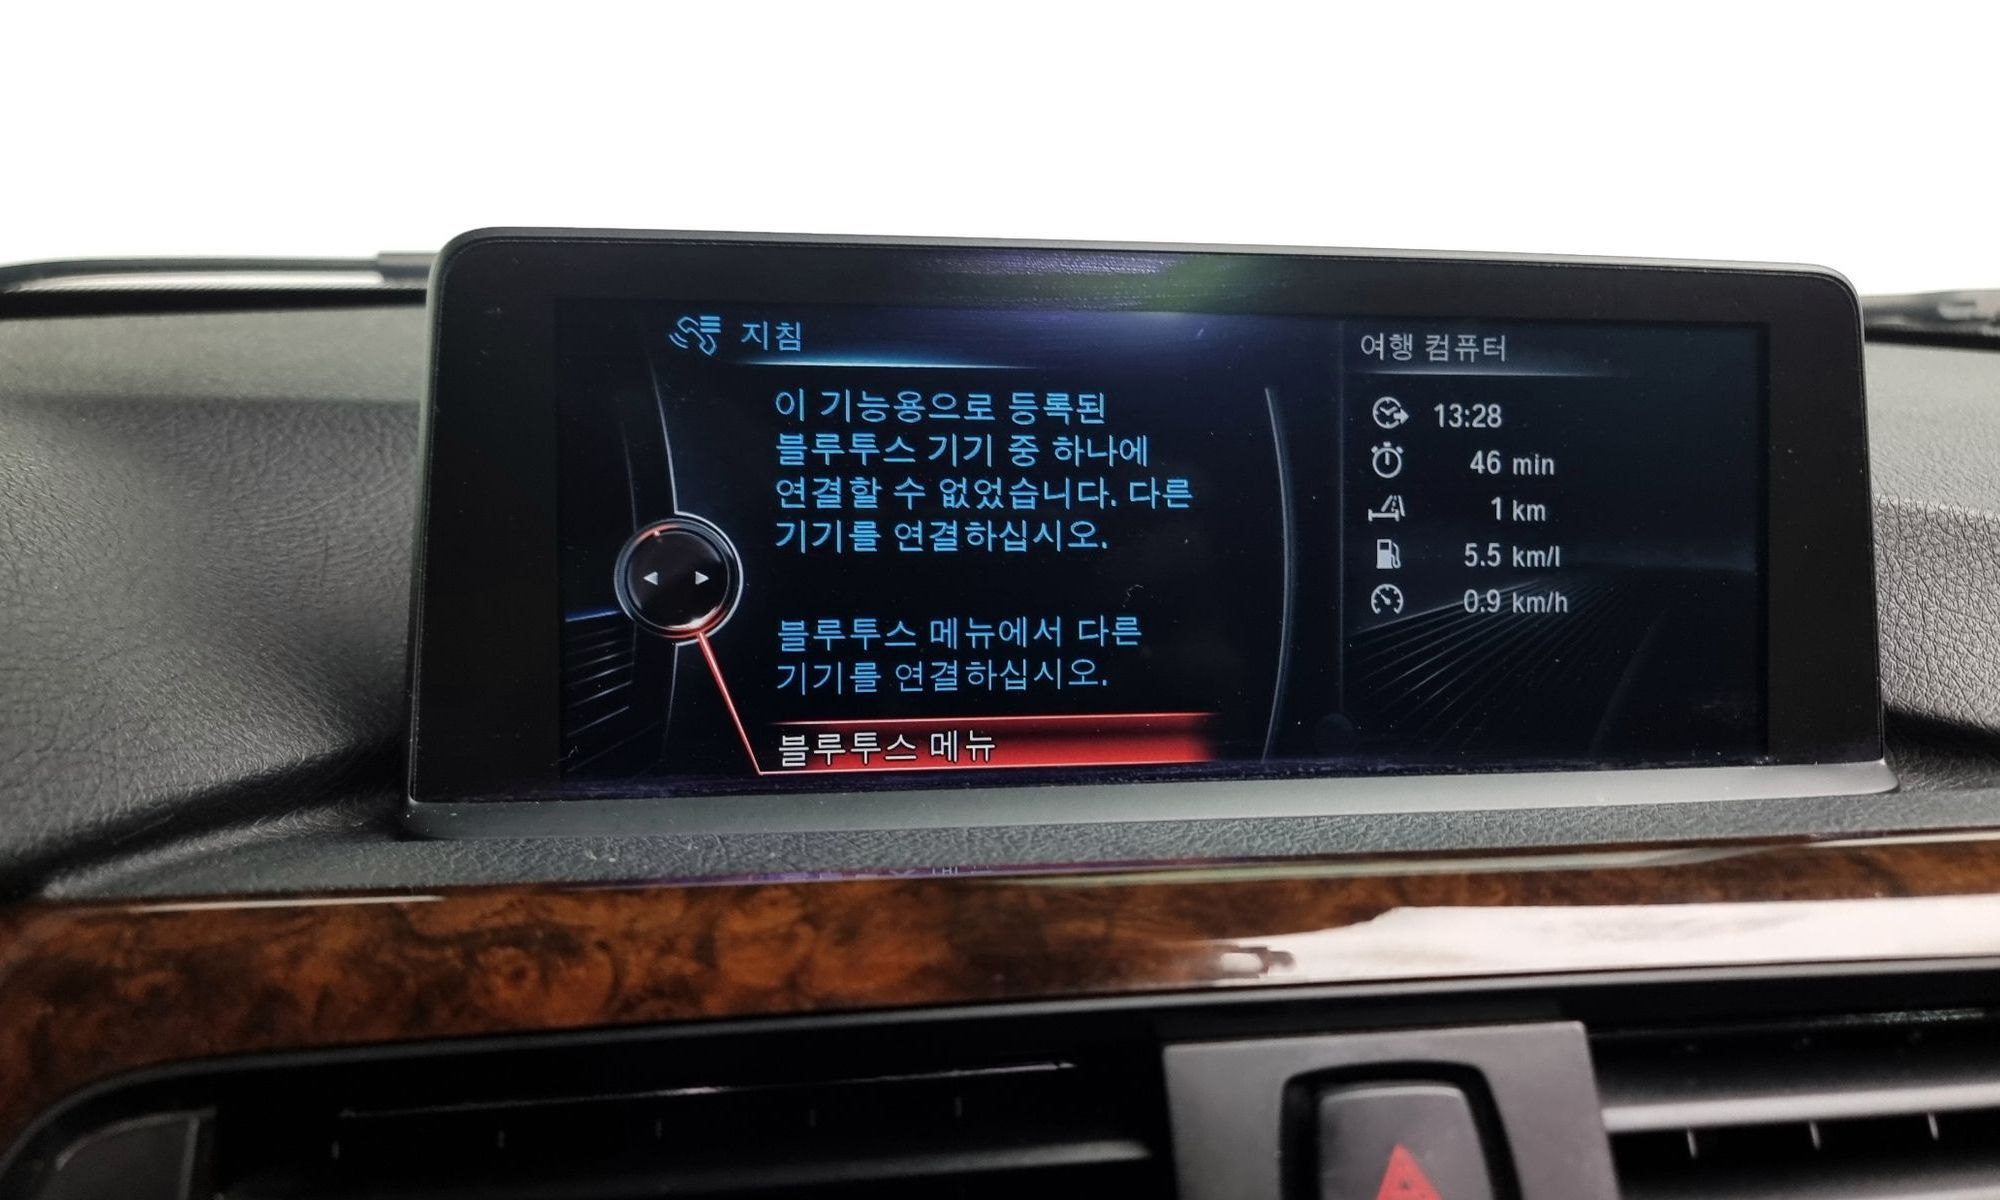 지침
이 기능용으로 등록된
블루투스 기기 중 하나에
연결할 수 없었습니다. 다른
기기를 연결하십시오.
블루투스 메뉴에서 다른
기기를 연결하십시오.
블루투스 메뉴
여행 컴퓨터
13:28
46 min
1 km
5.5 km/l
0.9 km/h